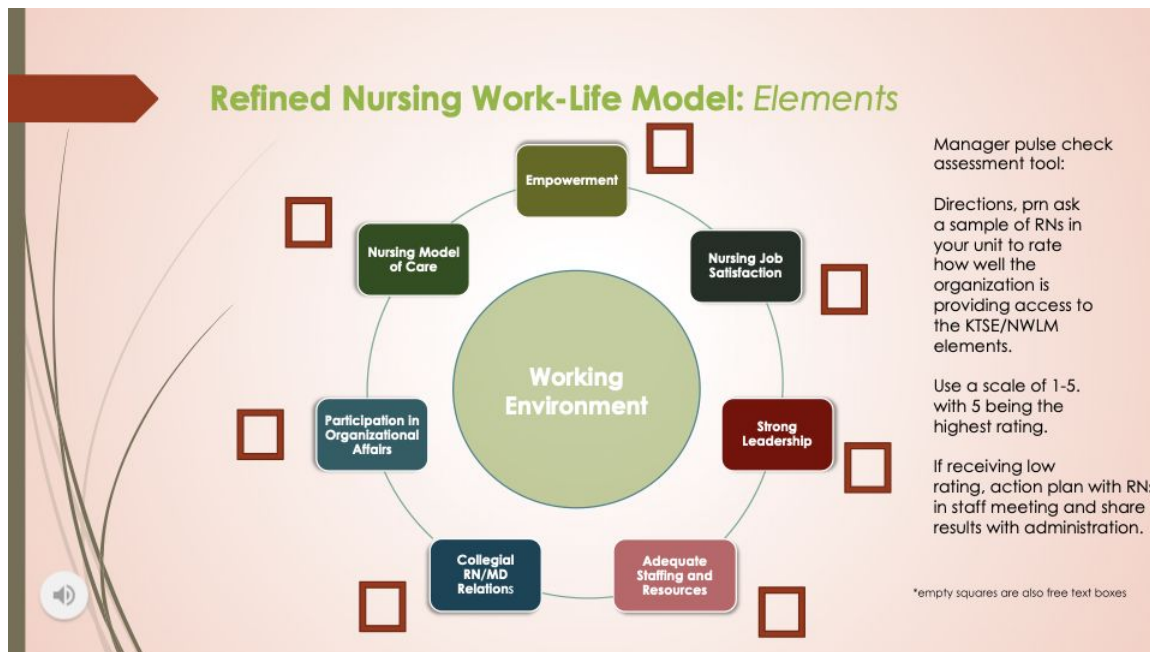 Refined Nursing Work-Life Model: Elements
Empowerment
Nursing Job
Satisfaction
Strong
Leadership
Adequate
Staffing and
Resources
Collegial
RN/MD
Relations
Participation in
Organizational
Affairs
Nursing Model
of Care
Working
Environment
Manager pulse check
assessment tool:
Directions, prn ask
a sample of RNs in
your unit to rate
how well the
organization is
providing access to
the KTSE/NWLM
elements.
Use a scale of 1-5.
with 5 being the
highest rating.
If receiving low
rating, action plan with RNs
in staff meeting and share
results with administration.
*empty squares are also free text boxes